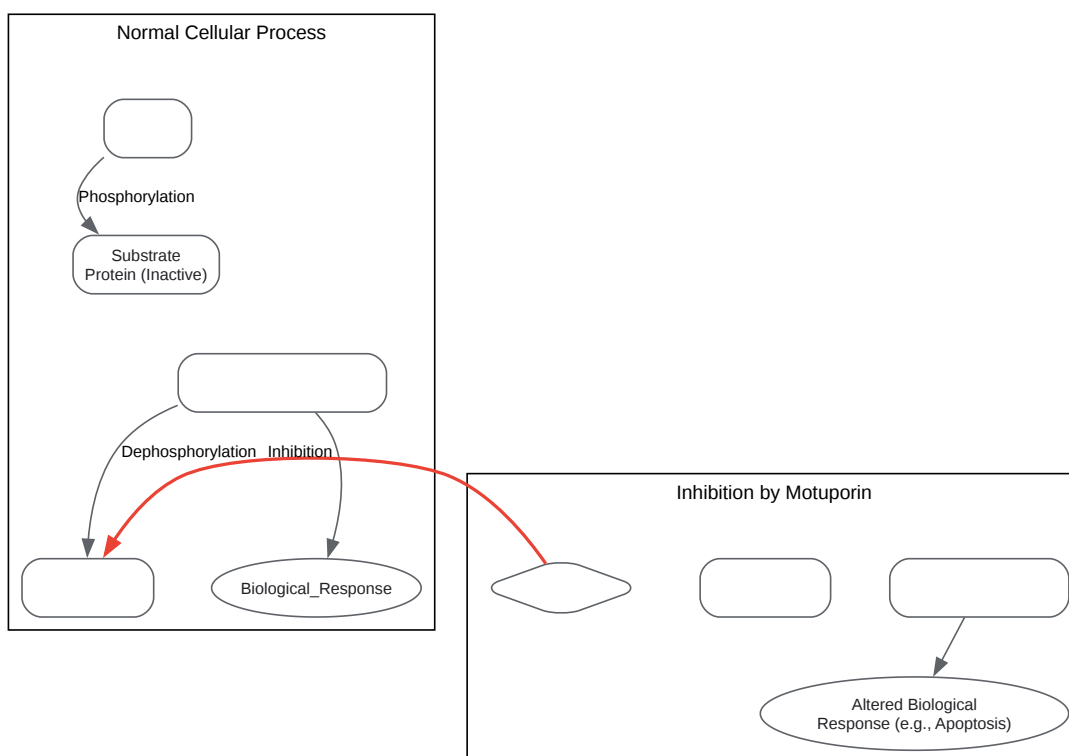 Normal Cellular Process
Phosphorylation
Substrate
Protein (Inactive)
Dephosphorylation
Inhibition
Biological_Response
Inhibition by Motuporin
Altered Biological
Response (e.g., Apoptosis)